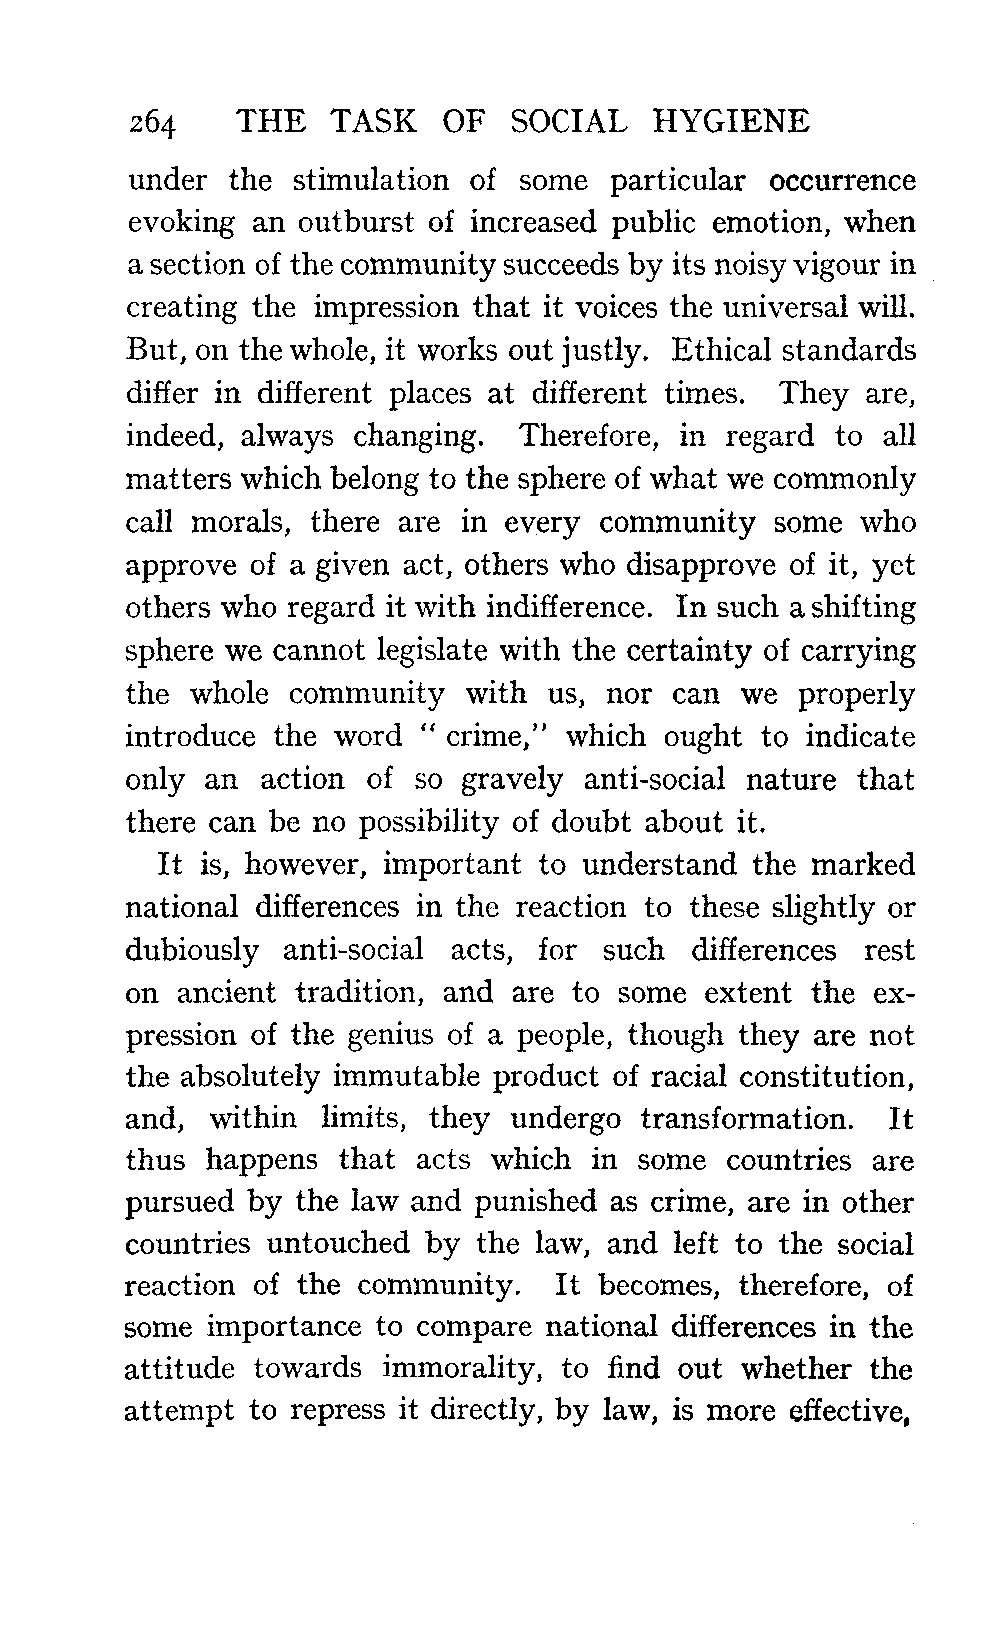 264 THE TASK OF SOCIAL HYGIENE
under the stimulation of some particular occurrence
evoking an outburst of increased public emotion, when
a section of the community succeeds by its noisy vigour in
creating the impression that it voices the universal will.
But, on the whole, it works out justly. Ethical standards
differ in different places at different times. They are,
indeed, always changing. Therefore, in regard to all
matters which belong to the sphere of what we commonly
call morals, there are in every community some who
approve of a given act, others who disapprove of it, yet
others who regard it with indifference. In such a shifting
sphere we cannot legislate with the certainty of carrying
the whole community with us, nor can we properly
introduce the word “ crime,” which ought to indicate
only an action of so gravely anti-social nature that
there can be no possibility of doubt about it.
It is, however, important to understand the marked
national differences in the reaction to these slightly or
dubiously anti-social acts, for such differences rest
on ancient tradition, and are to some extent the ex-
pression of the genius of a people, though they are not
the absolutely immutable product of racial constitution,
and, within limits, they undergo transformation. It
thus happens that acts which in some countries are
pursued by the law and punished as crime, are in other
countries untouched by the law, and left to the social
reaction of the community. It becomes, therefore, of
some importance to compare national differences in the
attitude towards immorality, to find out whether the
attempt to repress it directly, by law, is more effective,